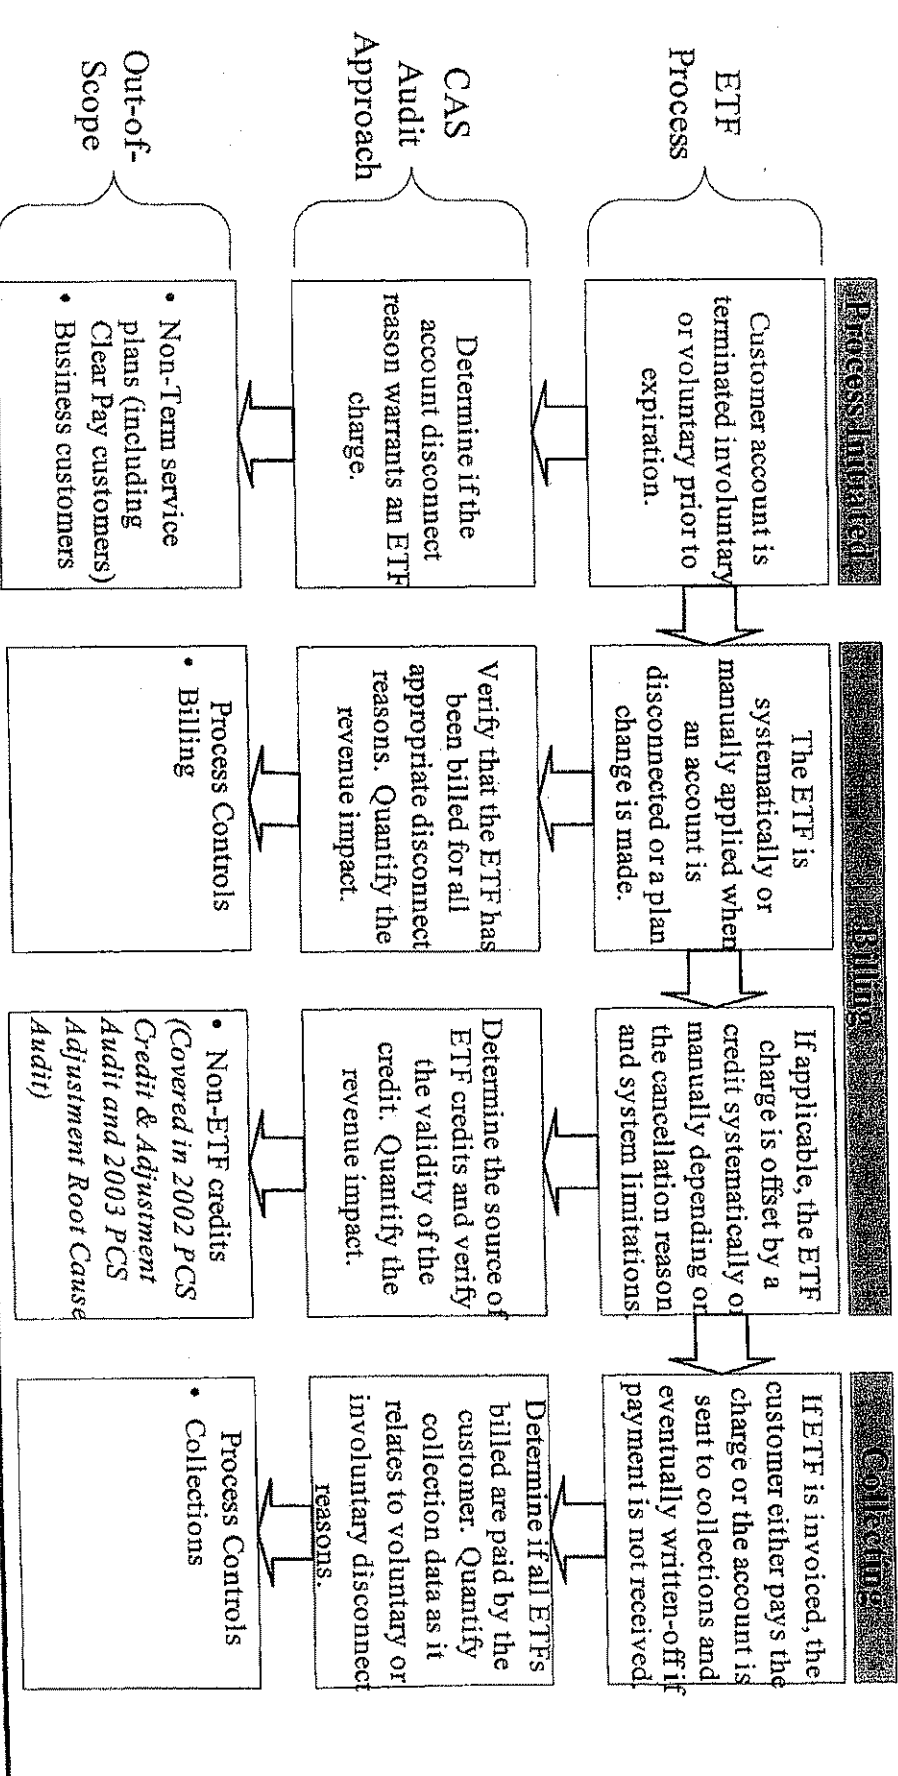 Process Initiated
Billing
Collecting
ETF
Process
Customer account is
terminated involuntary
or voluntary prior to
expiration.
The ETF is
systematically or
manually applied when
an account is
disconnected or a plan
change is made.
If applicable, the ETF
charge is offset by a
credit systematically or
manually depending on
the cancellation reason
and system limitations.
If ETF is invoiced, the
customer either pays the
charge or the account is
sent to collections and
eventually written-off if
payment is not received.
CAS
Audit
Approach
Determine if the
account disconnect
reason warrants an ETF
charge.
Verify that the ETF has
been billed for all
appropriate disconnect
reasons. Quantify the
revenue impact.
Determine the source of
ETF credits and verify
the validity of the
credit. Quantify the
revenue impact.
Determine if all ETFs
billed are paid by the
customer. Quantify
collection data as it
relates to voluntary or
involuntary disconnect
reasons.
Out-of-
Scope
• Non-Term service
plans (including
Clear Pay customers)
• Business customers
Process Controls
• Billing
• Non-ETF credits
(Covered in 2002 PCS
Credit & Adjustment
Audit and 2003 PCS
Adjustment Root Cause
Audit)
Process Controls
• Collections